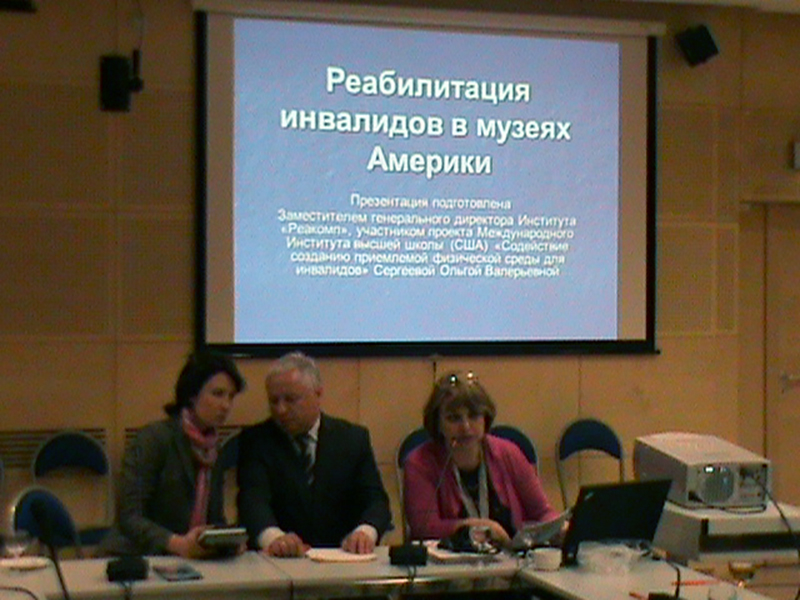 Реабилитация
инвалидов в музеях
Америки
Презентация подготовлена
Заместителем генерального директора Института
«Реакомп», участником проекта Международного
Института высшей школы (США) «Содействие
созданию приемлемой физической среды для
инвалидов» Сергеевой Ольгой Валерьевной